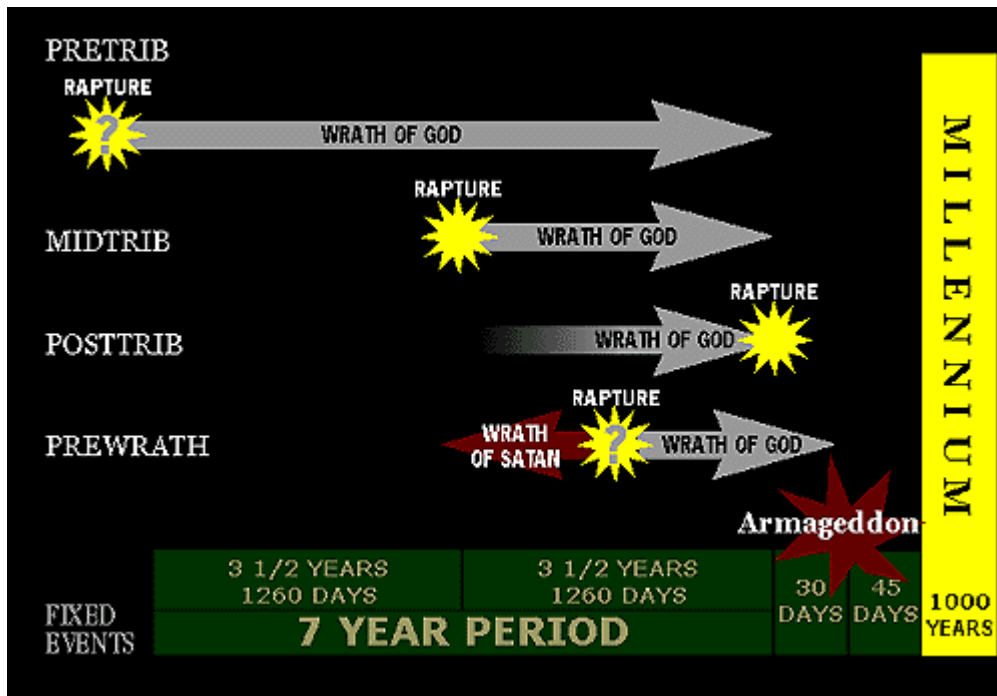 PRETRIB
RAPTURE
?
WRATH OF GOD
RAPTURE
MIDTRIB
WRATH OF GOD
RAPTURE
POSTTRIB
WRATH OF GOD
RAPTURE
PREWRATH
WRATH
OF SATAN
?
WRATH OF GOD
Armageddon
MILLENNIUM
1000
YEARS
FIXED
EVENTS
3 1/2 YEARS
1260 DAYS
3 1/2 YEARS
1260 DAYS
7 YEAR PERIOD
30
DAYS
45
DAYS